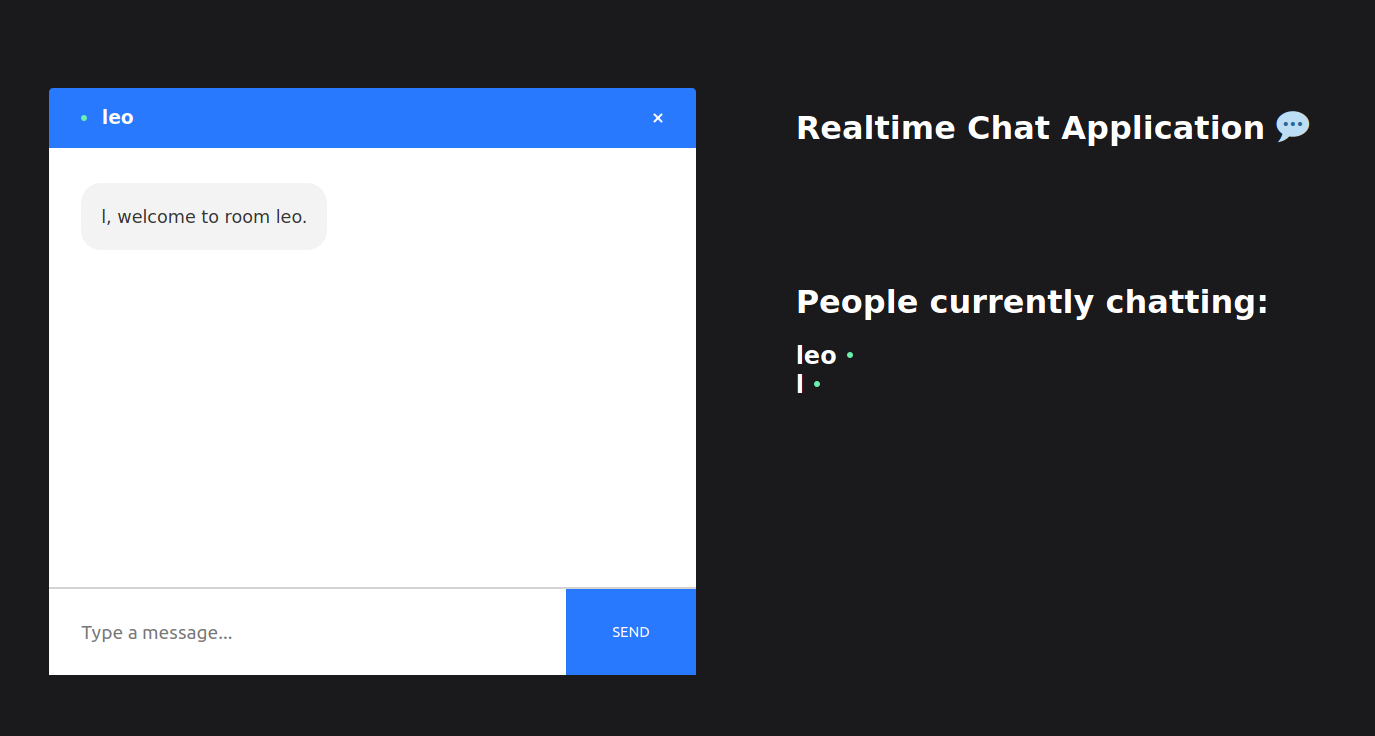 leo
×
l, welcome to room leo.
Type a message...
SEND
Realtime Chat Application 💬
People currently chatting:
leo
l